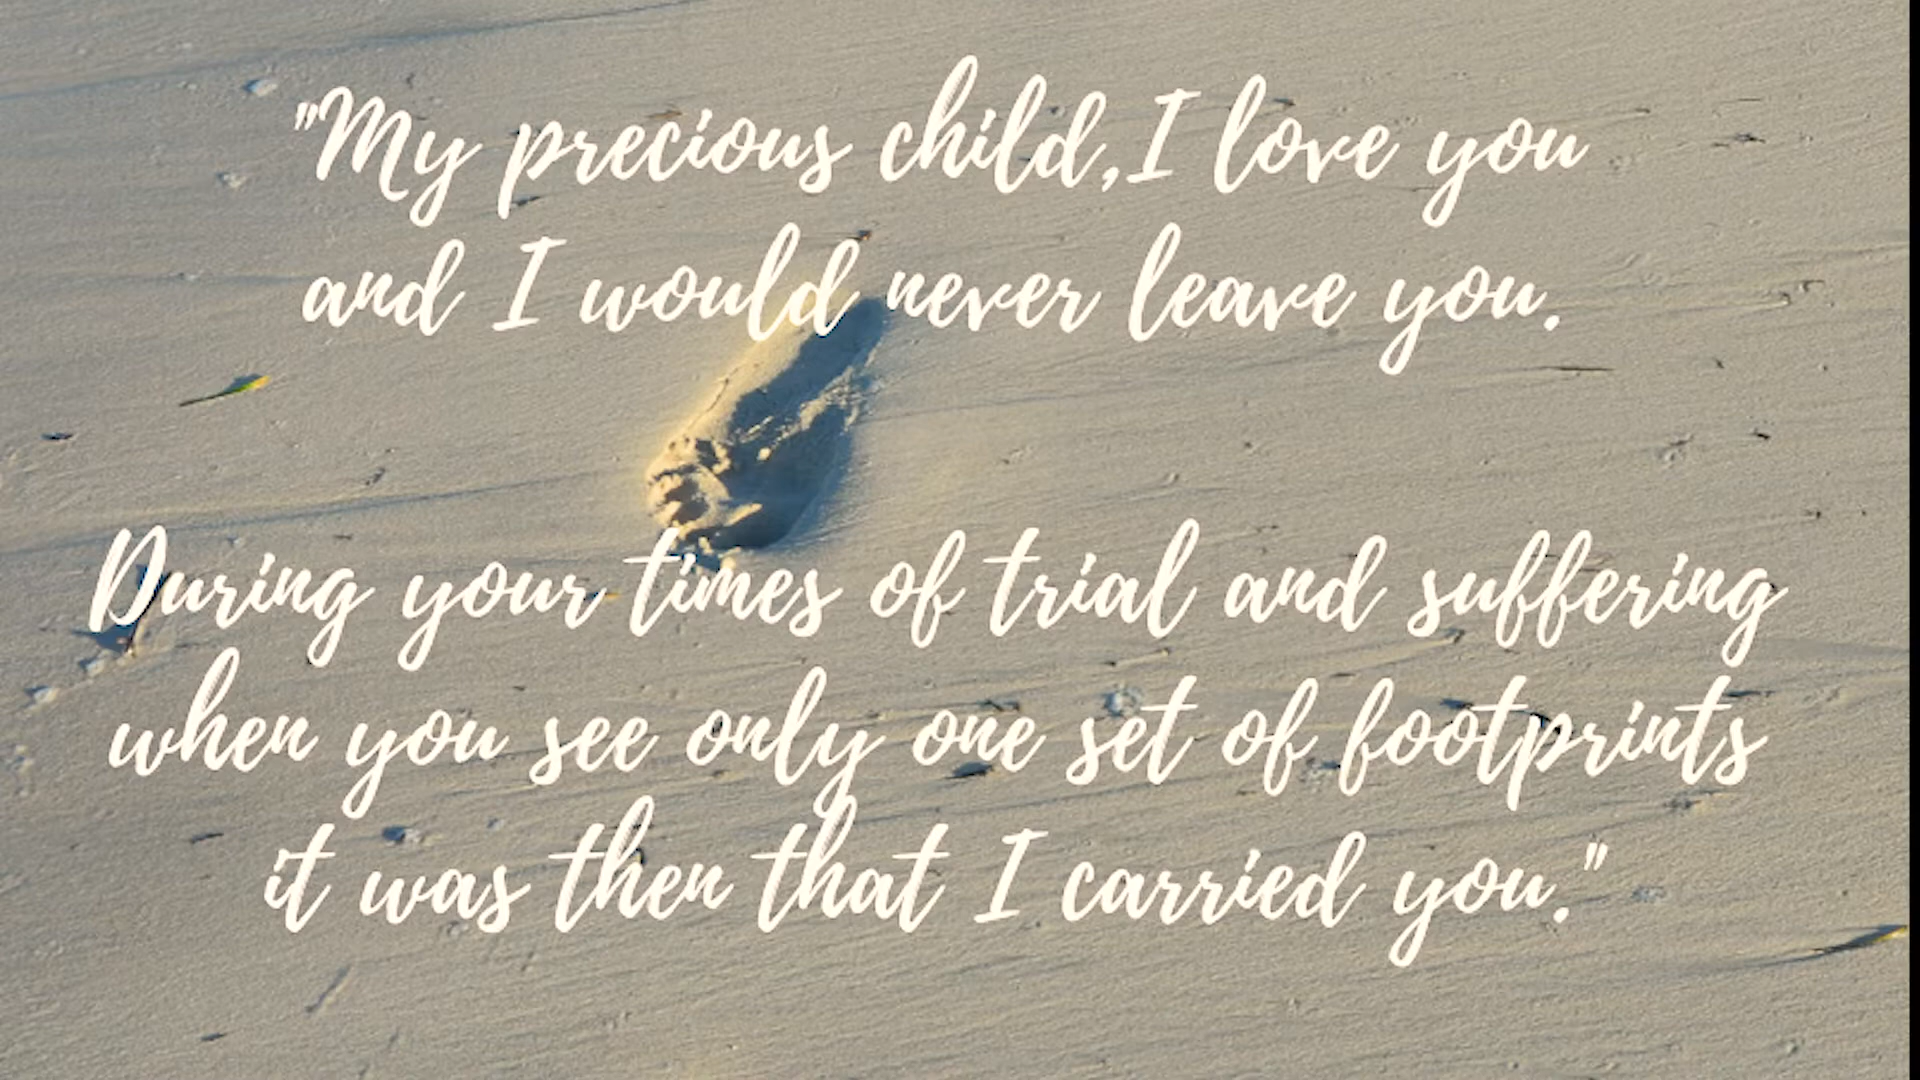 "My precious child,I love you
and I would never leave you.
During your times of trial and suffering
when you see only one set of footprints
it was then that I carried you."